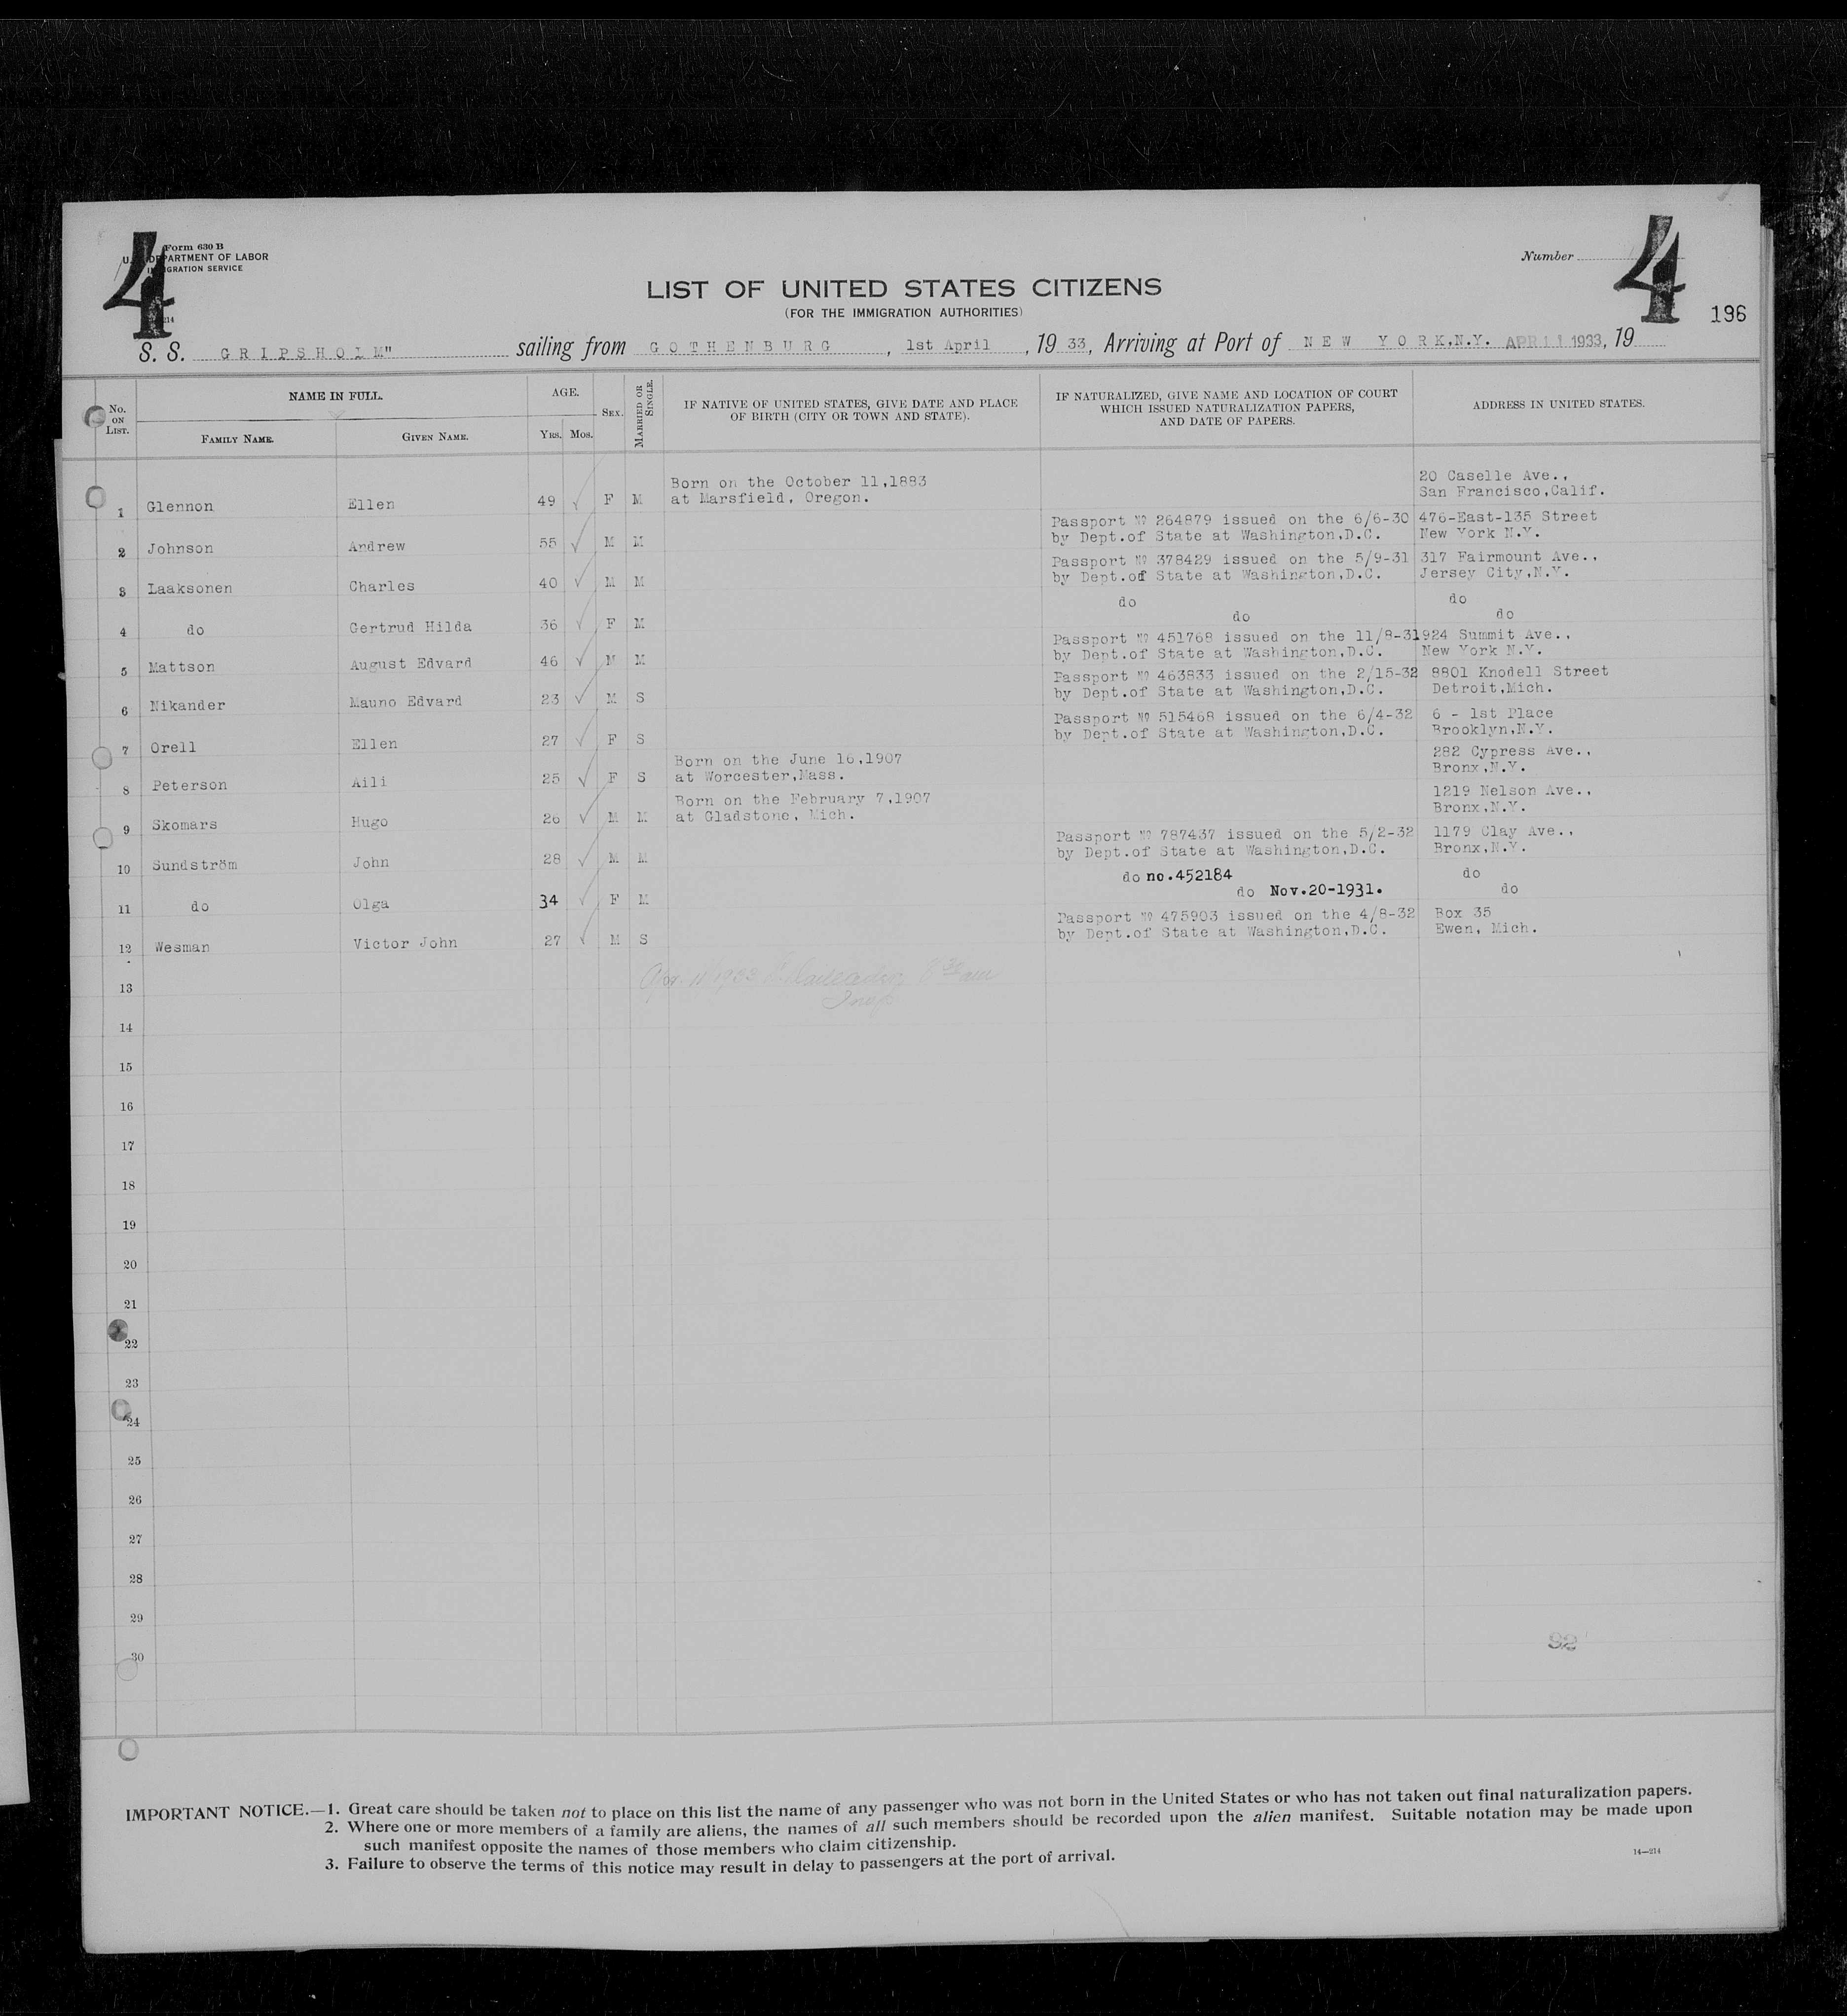 4
Form 630 B
U. DEPARTMENT OF LABOR
IMMIGRATION SERVICE
214
Number
4
196
LIST OF UNITED STATES CITIZENS
(FOR THE IMMIGRATION AUTHORITIES)
S. S. GRIPSHOLM" sailing from GOTHENBURG, 1st April, 19 33, Arriving at Port of NEW YORK,N.Y. APR 11 1933, 19
No. ON LIST.
NAME IN FULL.
FAMILY NAME. GIVEN NAME.
AGE.
YRS. MOS.
SEX.
MARRIED OR SINGLE.
IF NATIVE OF UNITED STATES, GIVE DATE AND PLACE
OF BIRTH (CITY OR TOWN AND STATE).
IF NATURALIZED, GIVE NAME AND LOCATION OF COURT
WHICH ISSUED NATURALIZATION PAPERS,
AND DATE OF PAPERS.
ADDRESS IN UNITED STATES.
1 Glennon Ellen 49 ✓ F M Born on the October 11,1883 20 Caselle Ave.,
at Marsfield, Oregon. San Francisco,Calif.
2 Johnson Andrew 55 ✓ M M Passport № 264879 issued on the 6/6-30 476-East-135 Street
by Dept.of State at Washington,D.C. New York N.Y.
3 Laaksonen Charles 40 ✓ M M Passport № 378429 issued on the 5/9-31 317 Fairmount Ave.,
by Dept.of State at Washington,D.C. Jersey City,N.Y.
4 do Gertrud Hilda 36 ✓ F M do do
do do
5 Mattson August Edvard 46 ✓ M M Passport № 451768 issued on the 11/8-31 924 Summit Ave.,
by Dept.of State at Washington,D.C. New York N.Y.
6 Nikander Mauno Edvard 23 ✓ M S Passport № 463833 issued on the 2/15-32 8801 Knodell Street
by Dept.of State at Washington,D.C. Detroit,Mich.
7 Orell Ellen 27 ✓ F S Passport № 515468 issued on the 6/4-32 6 - 1st Place
by Dept.of State at Washington,D.C. Brooklyn,N.Y.
8 Peterson Aili 25 ✓ F S Born on the June 16,1907 282 Cypress Ave.,
at Worcester,Mass. Bronx,N.Y.
9 Skomars Hugo 26 ✓ M M Born on the February 7,1907 1219 Nelson Ave.,
at Gladstone, Mich. Bronx,N.Y.
10 Sundström John 28 ✓ M M Passport № 787437 issued on the 5/2-32 1179 Clay Ave.,
by Dept.of State at Washington,D.C. Bronx,N.Y.
11 do Olga 34 ✓ F M do no.452184 do
do Nov.20-1931. do
12 Wesman Victor John 27 ✓ M S Passport № 475903 issued on the 4/8-32 Box 35
by Dept.of State at Washington,D.C. Ewen, Mich.
Apr. 11/1933 8 30 am
Insp
13
14
15
16
17
18
19
20
21
22
23
24
25
26
27
28
29
30
92
IMPORTANT NOTICE.—1. Great care should be taken not to place on this list the name of any passenger who was not born in the United States or who has not taken out final naturalization papers.
2. Where one or more members of a family are aliens, the names of all such members should be recorded upon the alien manifest. Suitable notation may be made upon
such manifest opposite the names of those members who claim citizenship.
3. Failure to observe the terms of this notice may result in delay to passengers at the port of arrival.
14—214